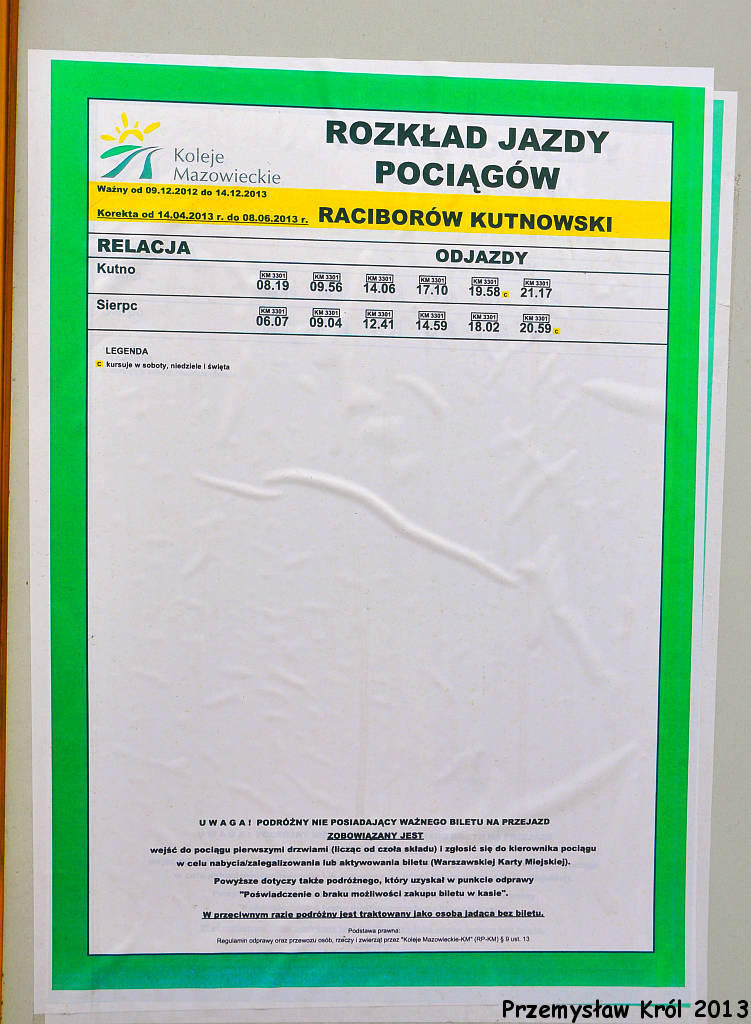 Koleje
Mazowieckie
ROZKŁAD JAZDY
POCIĄGÓW
Ważny od 09.12.2012 do 14.12.2013
Korekta od 14.04.2013 r. do 08.06.2013 r. RACIBORÓW KUTNOWSKI
RELACJA ODJAZDY
Kutno
KM 3301 KM 3301 KM 3301 KM 3301 KM 3301 KM 3301
08.19 09.56 14.06 17.10 19.58 C 21.17
Sierpc
KM 3301 KM 3301 KM 3301 KM 3301 KM 3301 KM 3301
06.07 09.04 12.41 14.59 18.02 20.59 C
LEGENDA
C kursuje w soboty, niedziele i święta
U W A G A ! PODRÓŻNY NIE POSIADAJĄCY WAŻNEGO BILETU NA PRZEJAZD
ZOBOWIĄZANY JEST
wejść do pociągu pierwszymi drzwiami (licząc od czoła składu) i zgłosić się do kierownika pociągu
w celu nabycia/zalegalizowania lub aktywowania biletu (Warszawskiej Karty Miejskiej).
Powyższe dotyczy także podróżnego, który uzyskał w punkcie odprawy
"Poświadczenie o braku możliwości zakupu biletu w kasie".
W przeciwnym razie podróżny jest traktowany jako osoba jadąca bez biletu.
Podstawa prawna:
Regulamin odprawy oraz przewozu osób, rzeczy i zwierząt przez "Koleje Mazowieckie-KM" (RP-KM) § 9 ust. 13
Przemysław Król 2013